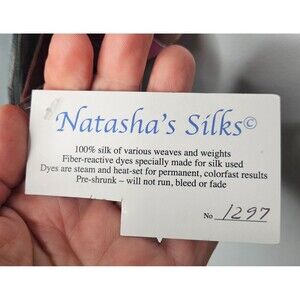 Natasha's Silks©
100% silk of various weaves and weights
Fiber-reactive dyes specially made for silk used
Dyes are steam and heat-set for permanent, colorfast results
Pre-shrunk – will not run, bleed or fade
No 1297